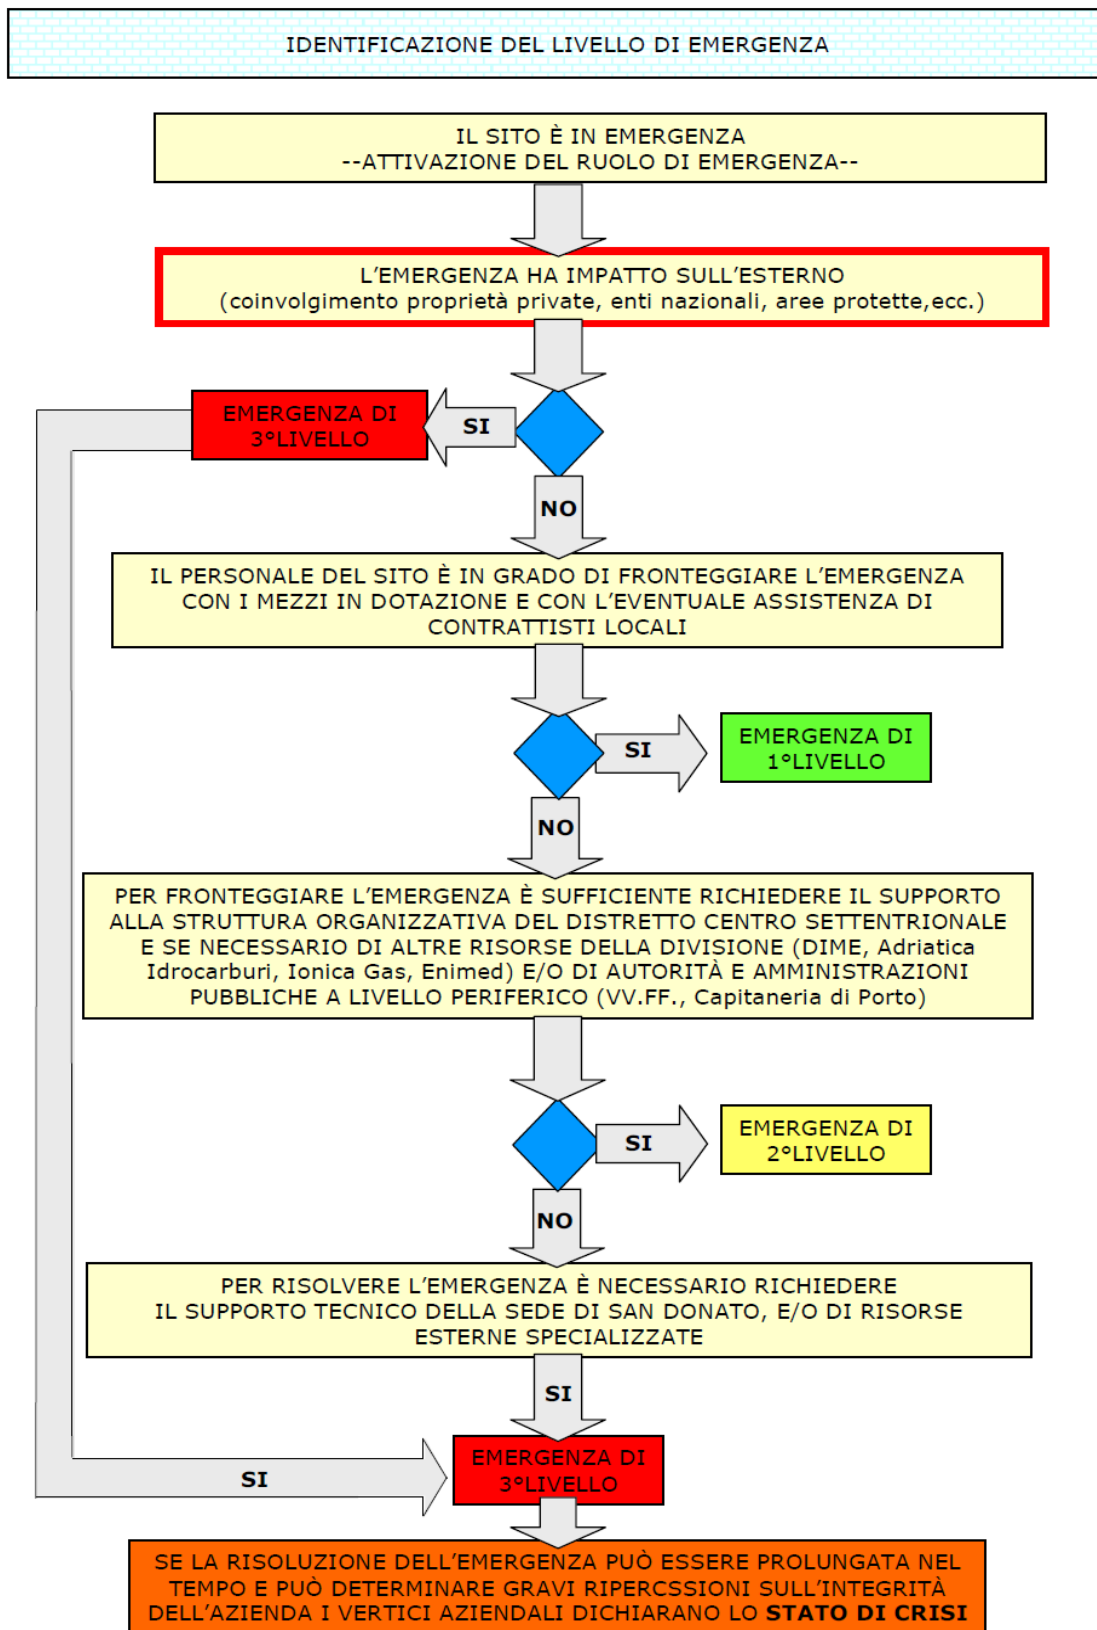 IDENTIFICAZIONE DEL LIVELLO DI EMERGENZA
IL SITO È IN EMERGENZA
--ATTIVAZIONE DEL RUOLO DI EMERGENZA--
L'EMERGENZA HA IMPATTO SULL'ESTERNO
(coinvolgimento proprietà private, enti nazionali, aree protette,ecc.)
EMERGENZA DI
3°LIVELLO
SI
NO
IL PERSONALE DEL SITO È IN GRADO DI FRONTEGGIARE L'EMERGENZA
CON I MEZZI IN DOTAZIONE E CON L'EVENTUALE ASSISTENZA DI
CONTRATTISTI LOCALI
SI
EMERGENZA DI
1°LIVELLO
NO
PER FRONTEGGIARE L'EMERGENZA È SUFFICIENTE RICHIEDERE IL SUPPORTO
ALLA STRUTTURA ORGANIZZATIVA DEL DISTRETTO CENTRO SETTENTRIONALE
E SE NECESSARIO DI ALTRE RISORSE DELLA DIVISIONE (DIME, Adriatica
Idrocarburi, Ionica Gas, Enimed) E/O DI AUTORITÀ E AMMINISTRAZIONI
PUBBLICHE A LIVELLO PERIFERICO (VV.FF., Capitaneria di Porto)
SI
EMERGENZA DI
2°LIVELLO
NO
PER RISOLVERE L'EMERGENZA È NECESSARIO RICHIEDERE
IL SUPPORTO TECNICO DELLA SEDE DI SAN DONATO, E/O DI RISORSE
ESTERNE SPECIALIZZATE
SI
EMERGENZA DI
3°LIVELLO
SI
SE LA RISOLUZIONE DELL'EMERGENZA PUÒ ESSERE PROLUNGATA NEL
TEMPO E PUÒ DETERMINARE GRAVI RIPERCSSIONI SULL'INTEGRITÀ
DELL'AZIENDA I VERTICI AZIENDALI DICHIARANO LO STATO DI CRISI